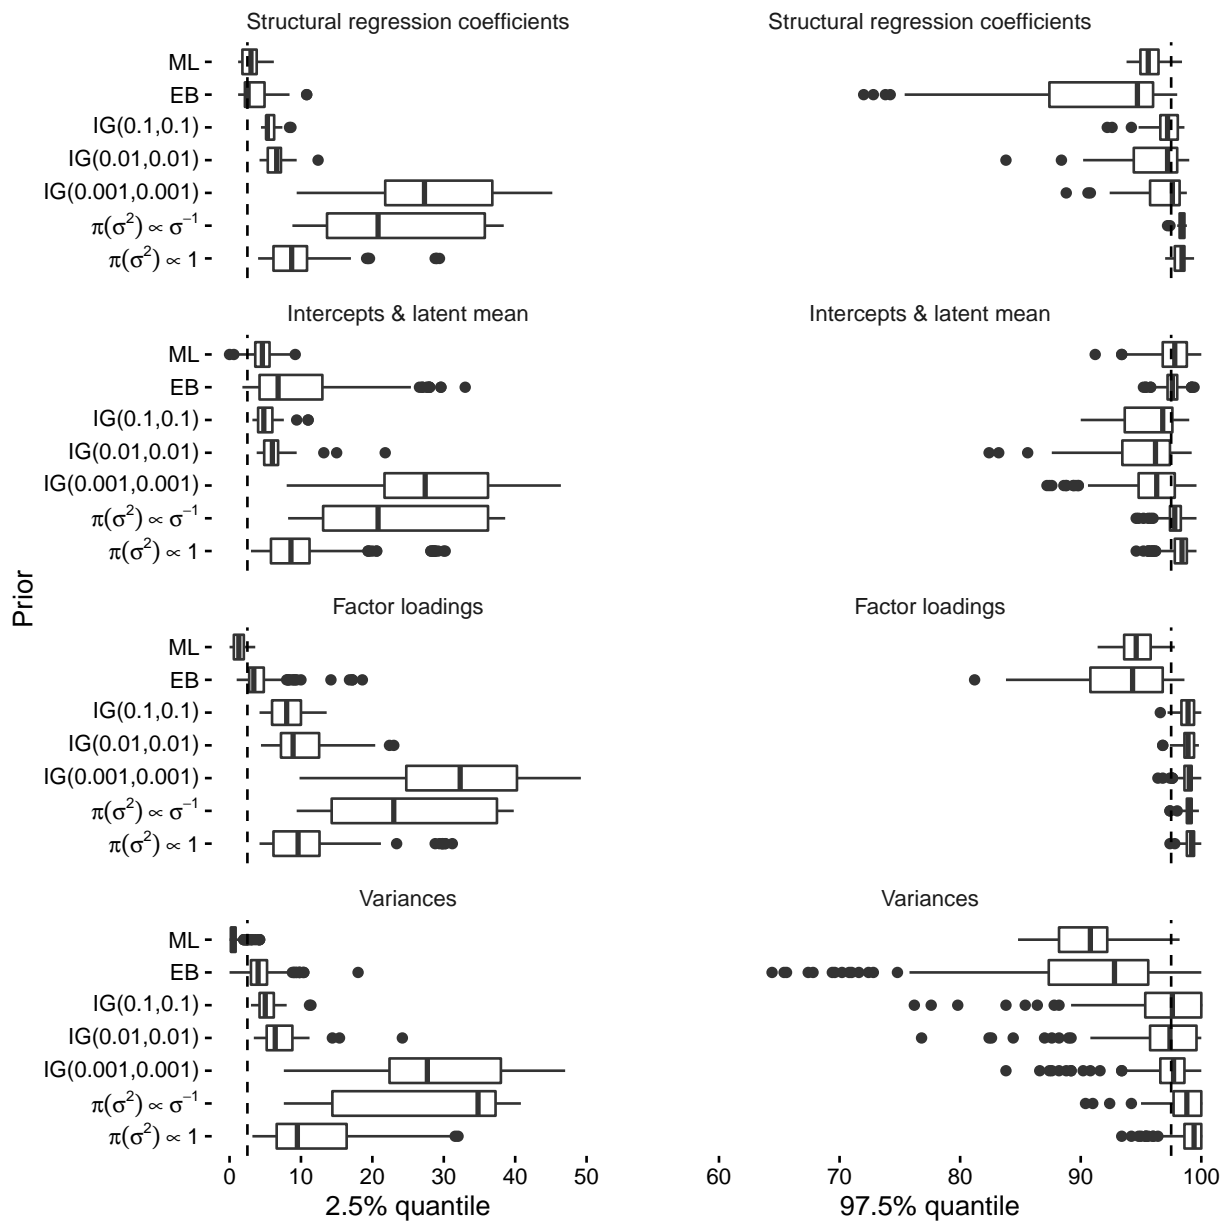 Structural regression coefficients
Structural regression coefficients
ML
EB
IG(0.1,0.1)
IG(0.01,0.01)
IG(0.001,0.001)
π(σ²) ∝ σ⁻¹
π(σ²) ∝ 1
Intercepts & latent mean
Intercepts & latent mean
ML
EB
IG(0.1,0.1)
IG(0.01,0.01)
IG(0.001,0.001)
π(σ²) ∝ σ⁻¹
π(σ²) ∝ 1
Prior
Factor loadings
Factor loadings
ML
EB
IG(0.1,0.1)
IG(0.01,0.01)
IG(0.001,0.001)
π(σ²) ∝ σ⁻¹
π(σ²) ∝ 1
Variances
Variances
ML
EB
IG(0.1,0.1)
IG(0.01,0.01)
IG(0.001,0.001)
π(σ²) ∝ σ⁻¹
π(σ²) ∝ 1
0 10 20 30 40 50
60 70 80 90 100
2.5% quantile
97.5% quantile